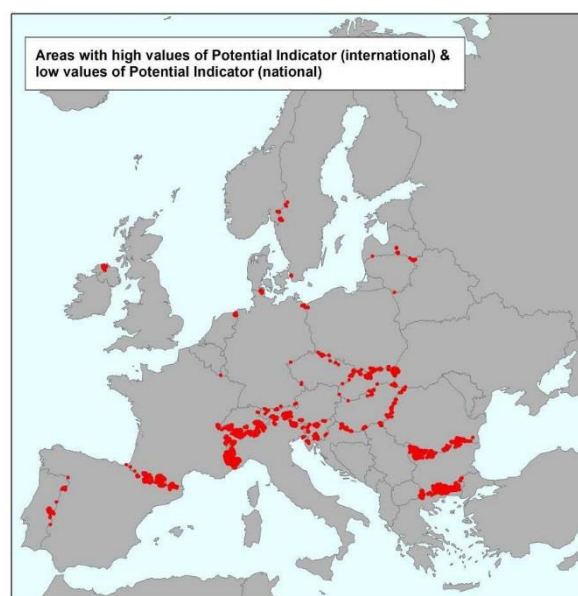 Areas with high values of Potential Indicator (international) &
low values of Potential Indicator (national)